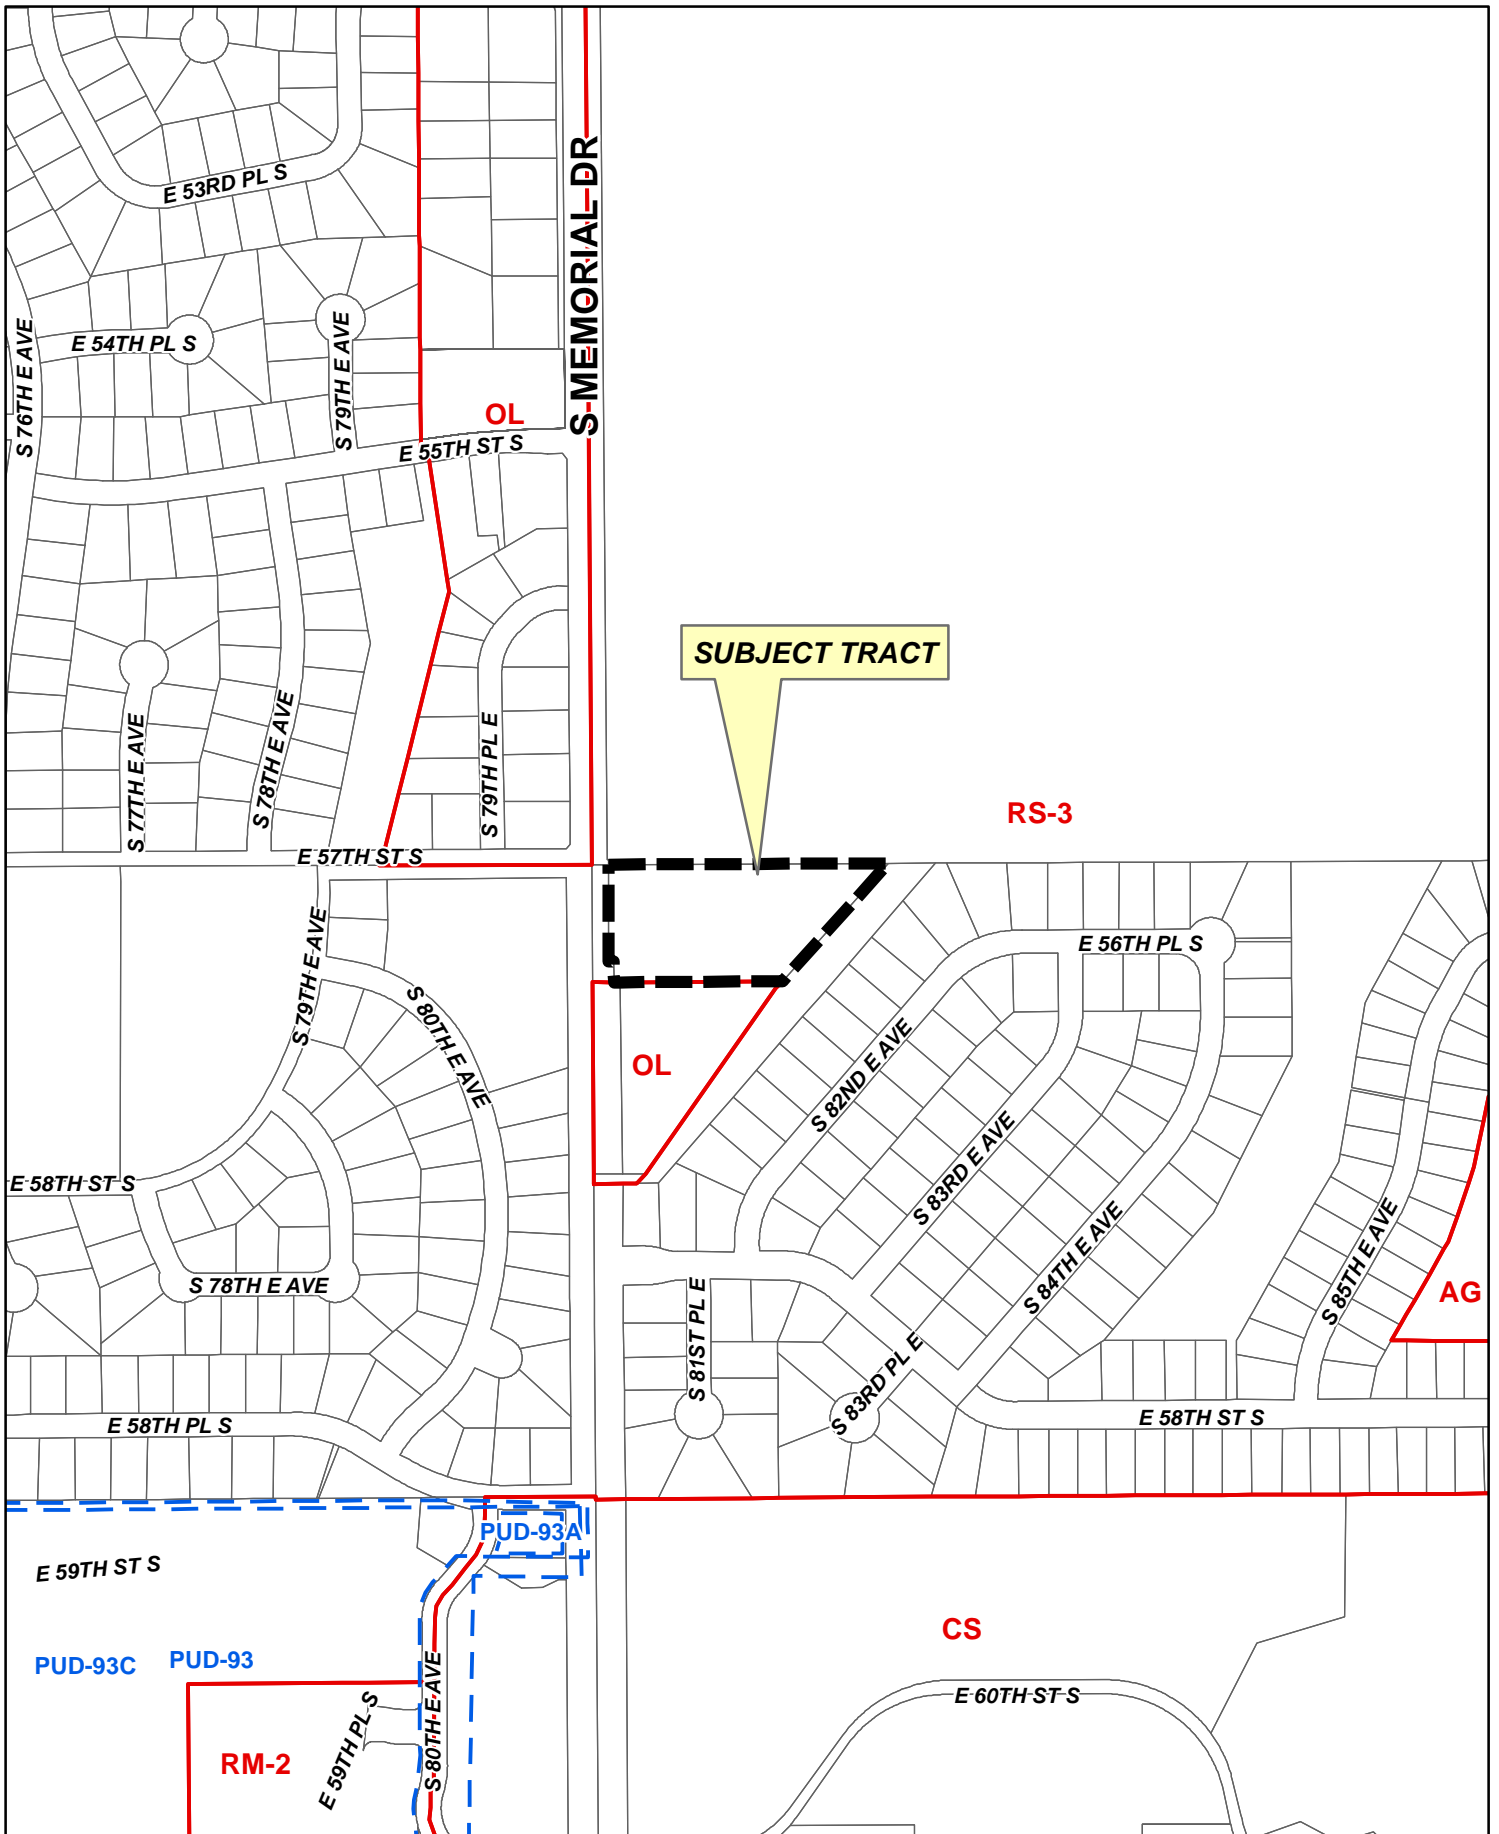 E 53RD PL S
S MEMORIAL DR
S 76TH E AVE
E 54TH PL S
S 79TH E AVE
OL
E 55TH ST S
SUBJECT TRACT
S 77TH E AVE
S 78TH E AVE
S 79TH PL E
RS-3
E 57TH ST S
S 79TH E AVE
S 80TH E AVE
E 56TH PL S
OL
S 82ND E AVE
S 83RD E AVE
E 58TH ST S
S 84TH E AVE
S 85TH E AVE
S 78TH E AVE
AG
S 81ST PL E
S 83RD PL E
E 58TH PL S
E 58TH ST S
PUD-93A
E 59TH ST S
CS
PUD-93C
PUD-93
E 60TH ST S
S 80TH E AVE
E 59TH PL S
RM-2